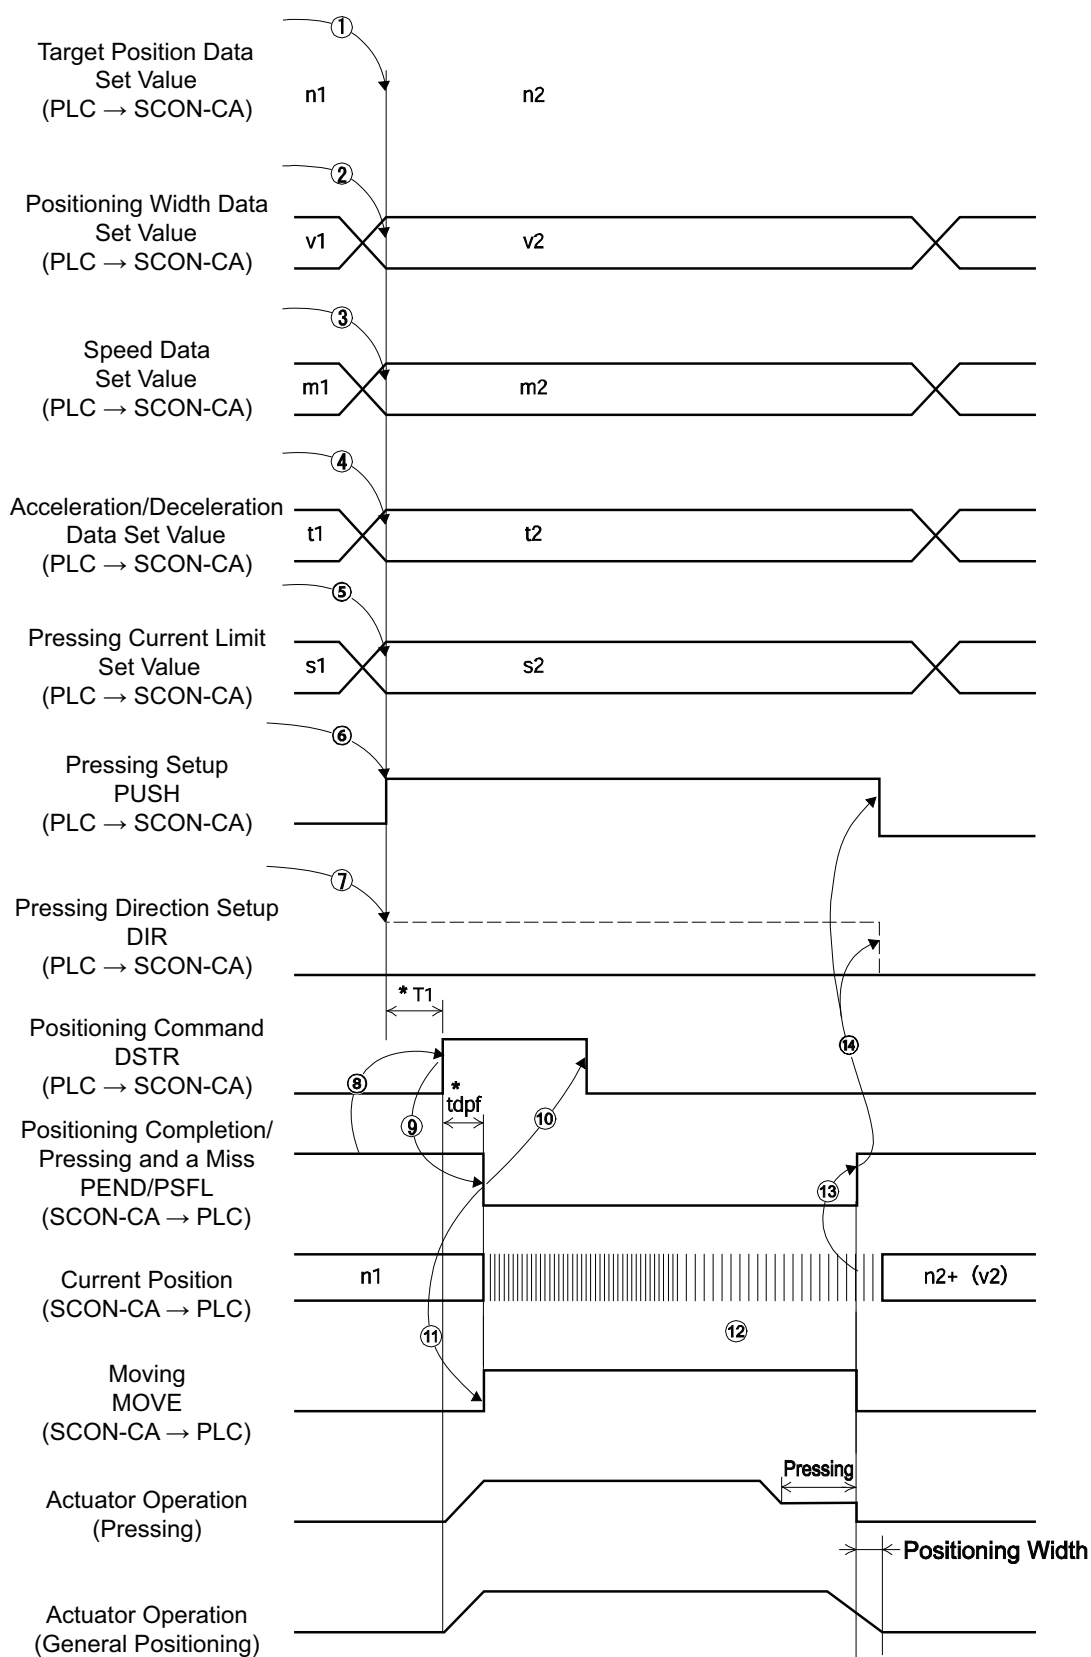 ①
Target Position Data
Set Value
(PLC → SCON-CA)
n1
n2
②
Positioning Width Data
Set Value
(PLC → SCON-CA)
v1
v2
③
Speed Data
Set Value
(PLC → SCON-CA)
m1
m2
④
Acceleration/Deceleration
Data Set Value
(PLC → SCON-CA)
t1
t2
⑤
Pressing Current Limit
Set Value
(PLC → SCON-CA)
s1
s2
⑥
Pressing Setup
PUSH
(PLC → SCON-CA)
⑦
Pressing Direction Setup
DIR
(PLC → SCON-CA)
* T1
Positioning Command
DSTR
(PLC → SCON-CA)
⑭
⑧
*
tdpf
⑨
⑩
Positioning Completion/
Pressing and a Miss
PEND/PSFL
(SCON-CA → PLC)
⑬
Current Position
(SCON-CA → PLC)
n1
n2+ (v2)
⑪
⑫
Moving
MOVE
(SCON-CA → PLC)
Pressing
Actuator Operation
(Pressing)
Positioning Width
Actuator Operation
(General Positioning)